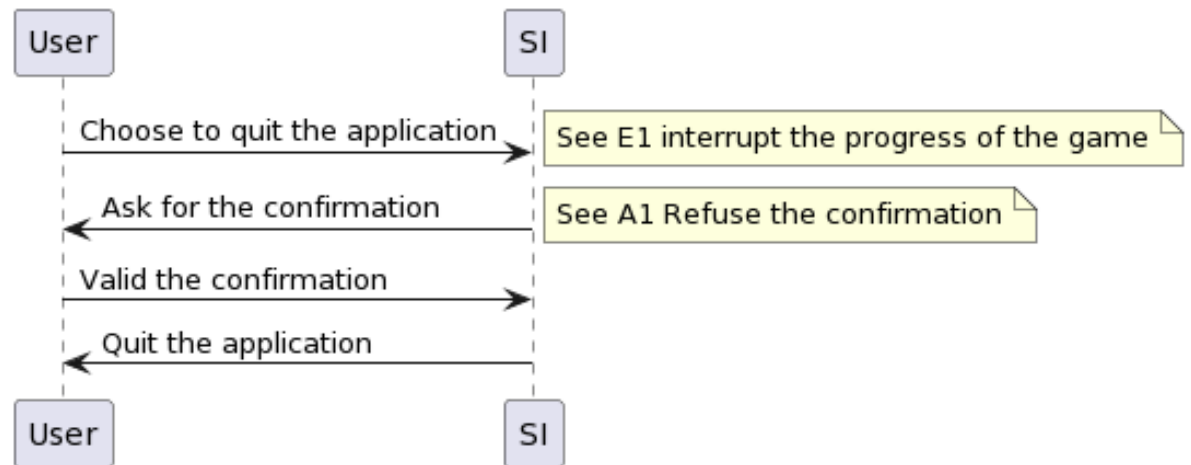 User
SI
Choose to quit the application
See E1 interrupt the progress of the game
Ask for the confirmation
See A1 Refuse the confirmation
Valid the confirmation
Quit the application
User
SI